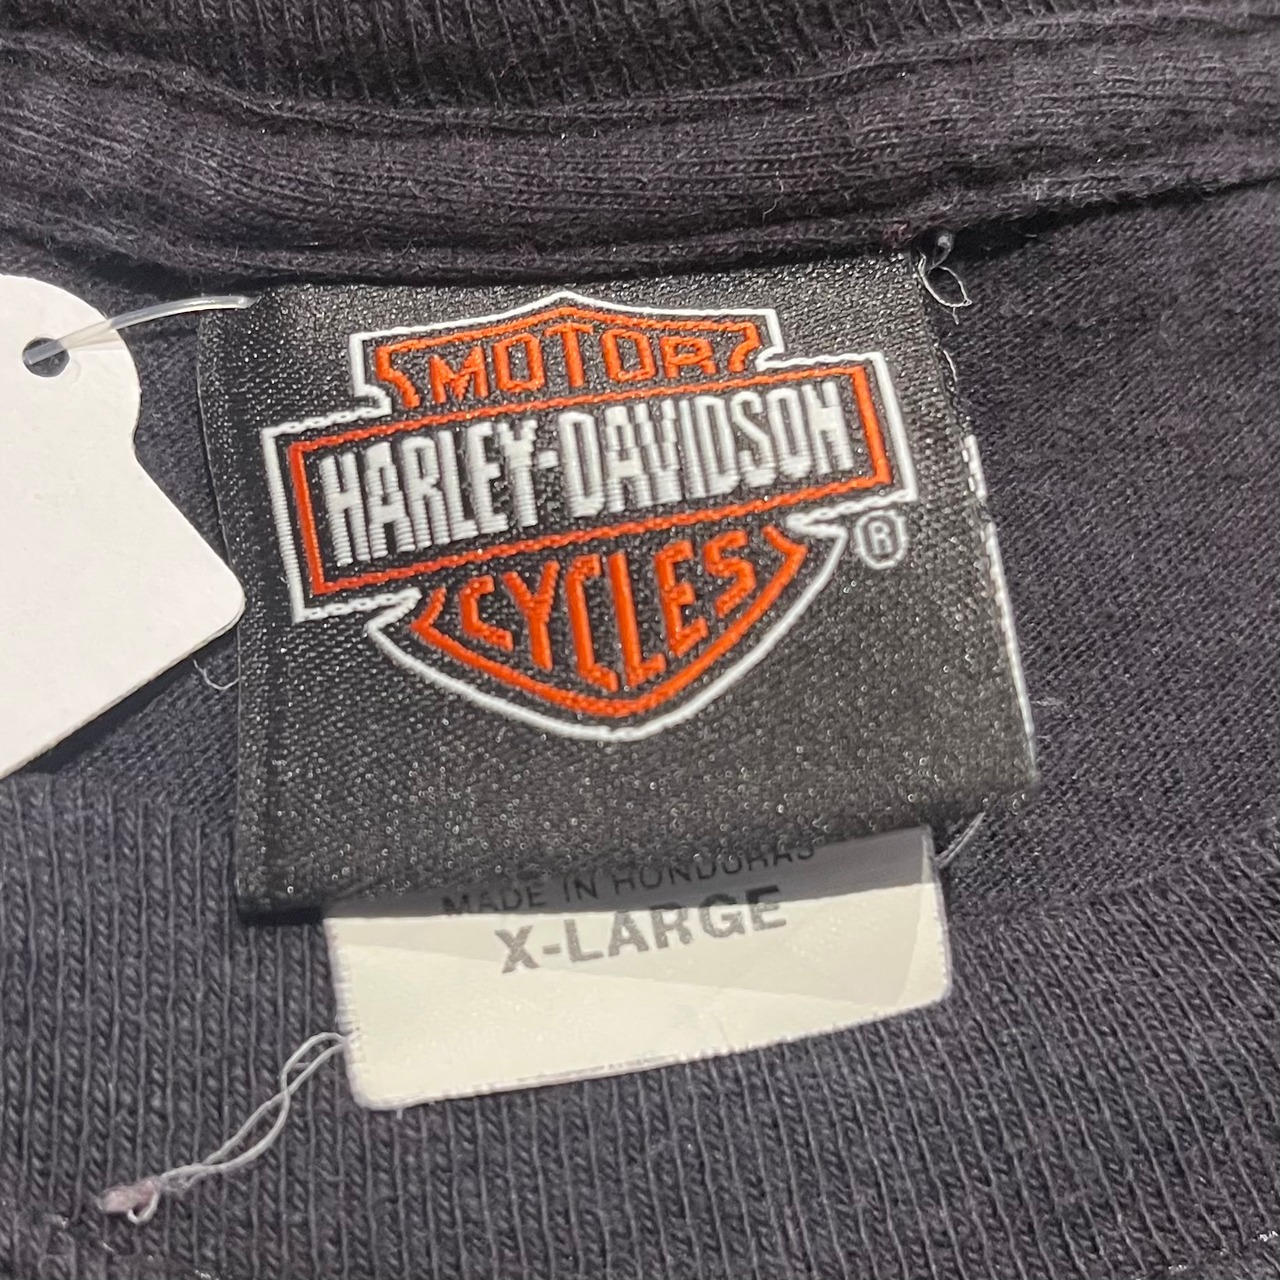 MOTOR
HARLEY-DAVIDSON
CYCLES
®
MADE IN HONDURAS
X-LARGE